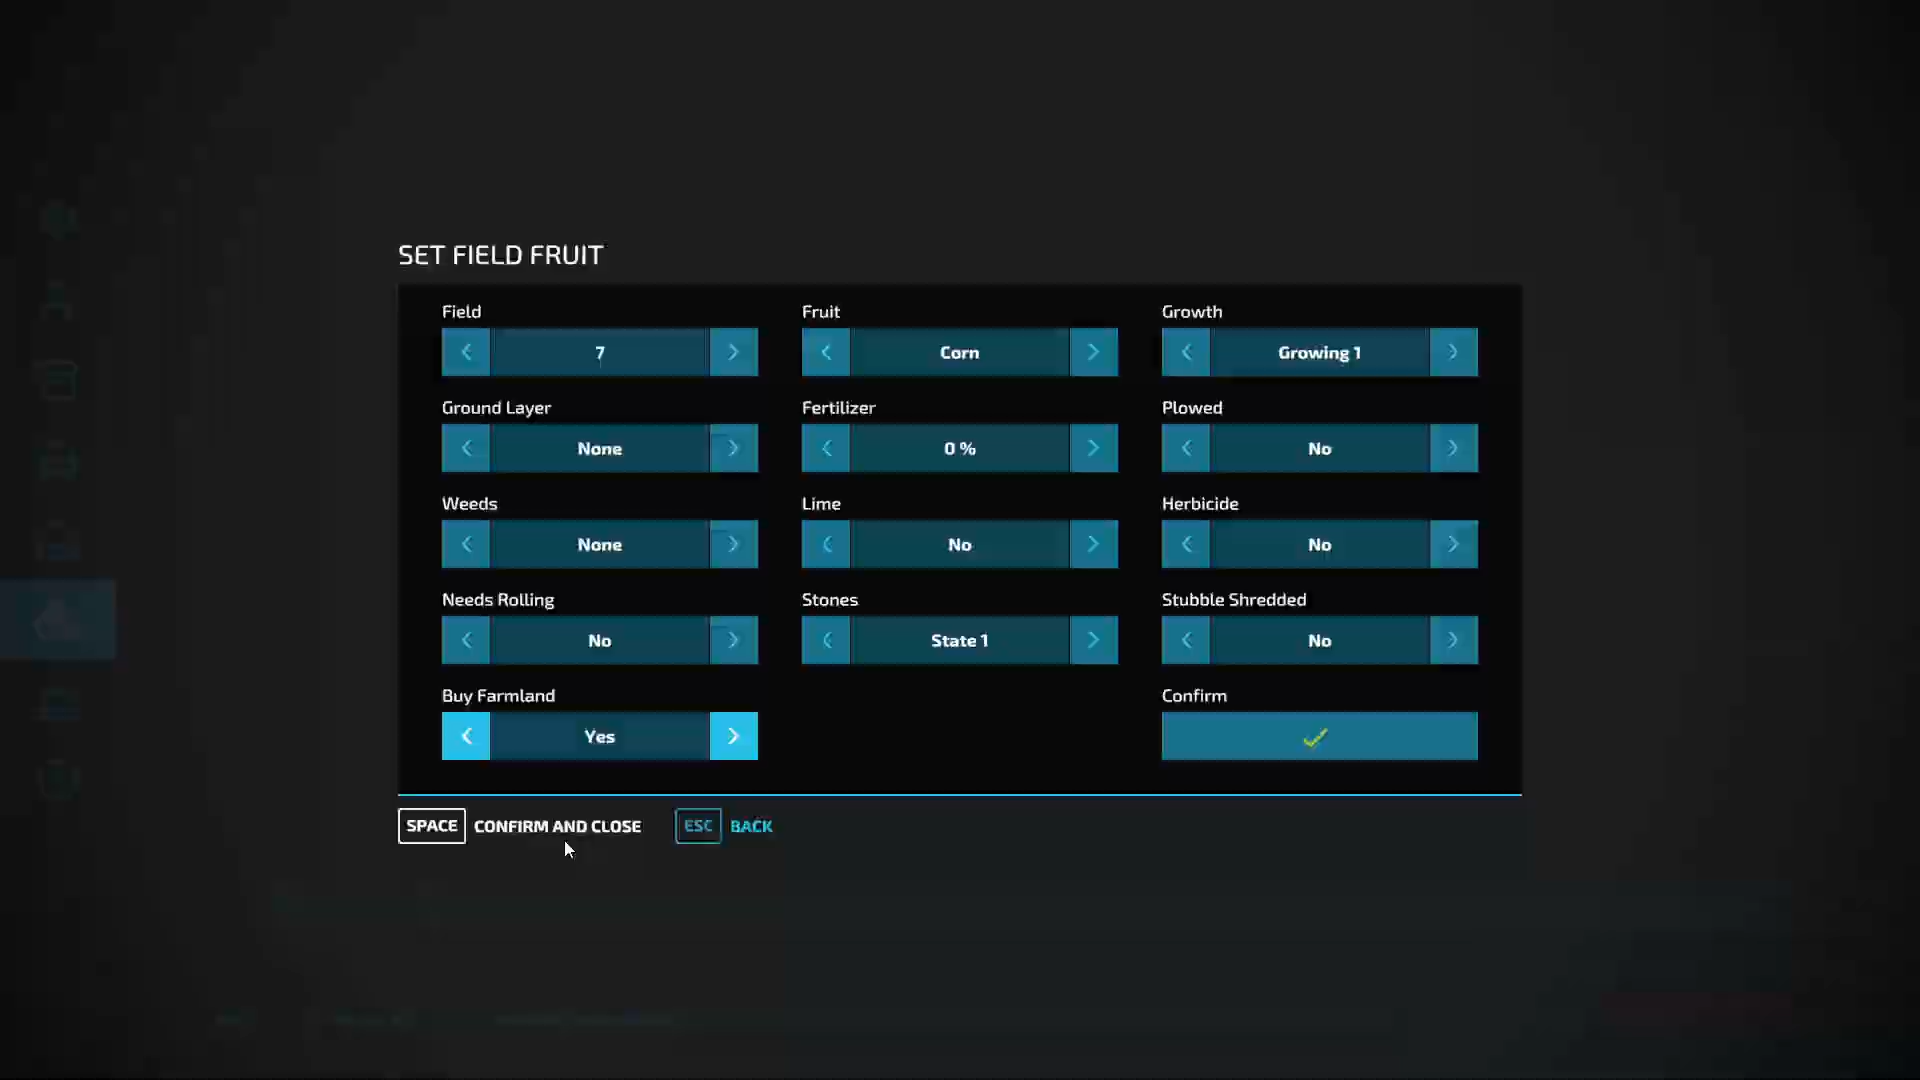 SET FIELD FRUIT
Field
Fruit
Growth
7
Corn
Growing 1
Ground Layer
Fertilizer
Plowed
None
0 %
No
Weeds
Lime
Herbicide
None
No
No
Needs Rolling
Stones
Stubble Shredded
No
State 1
No
Buy Farmland
Confirm
Yes
SPACE CONFIRM AND CLOSE ESC BACK